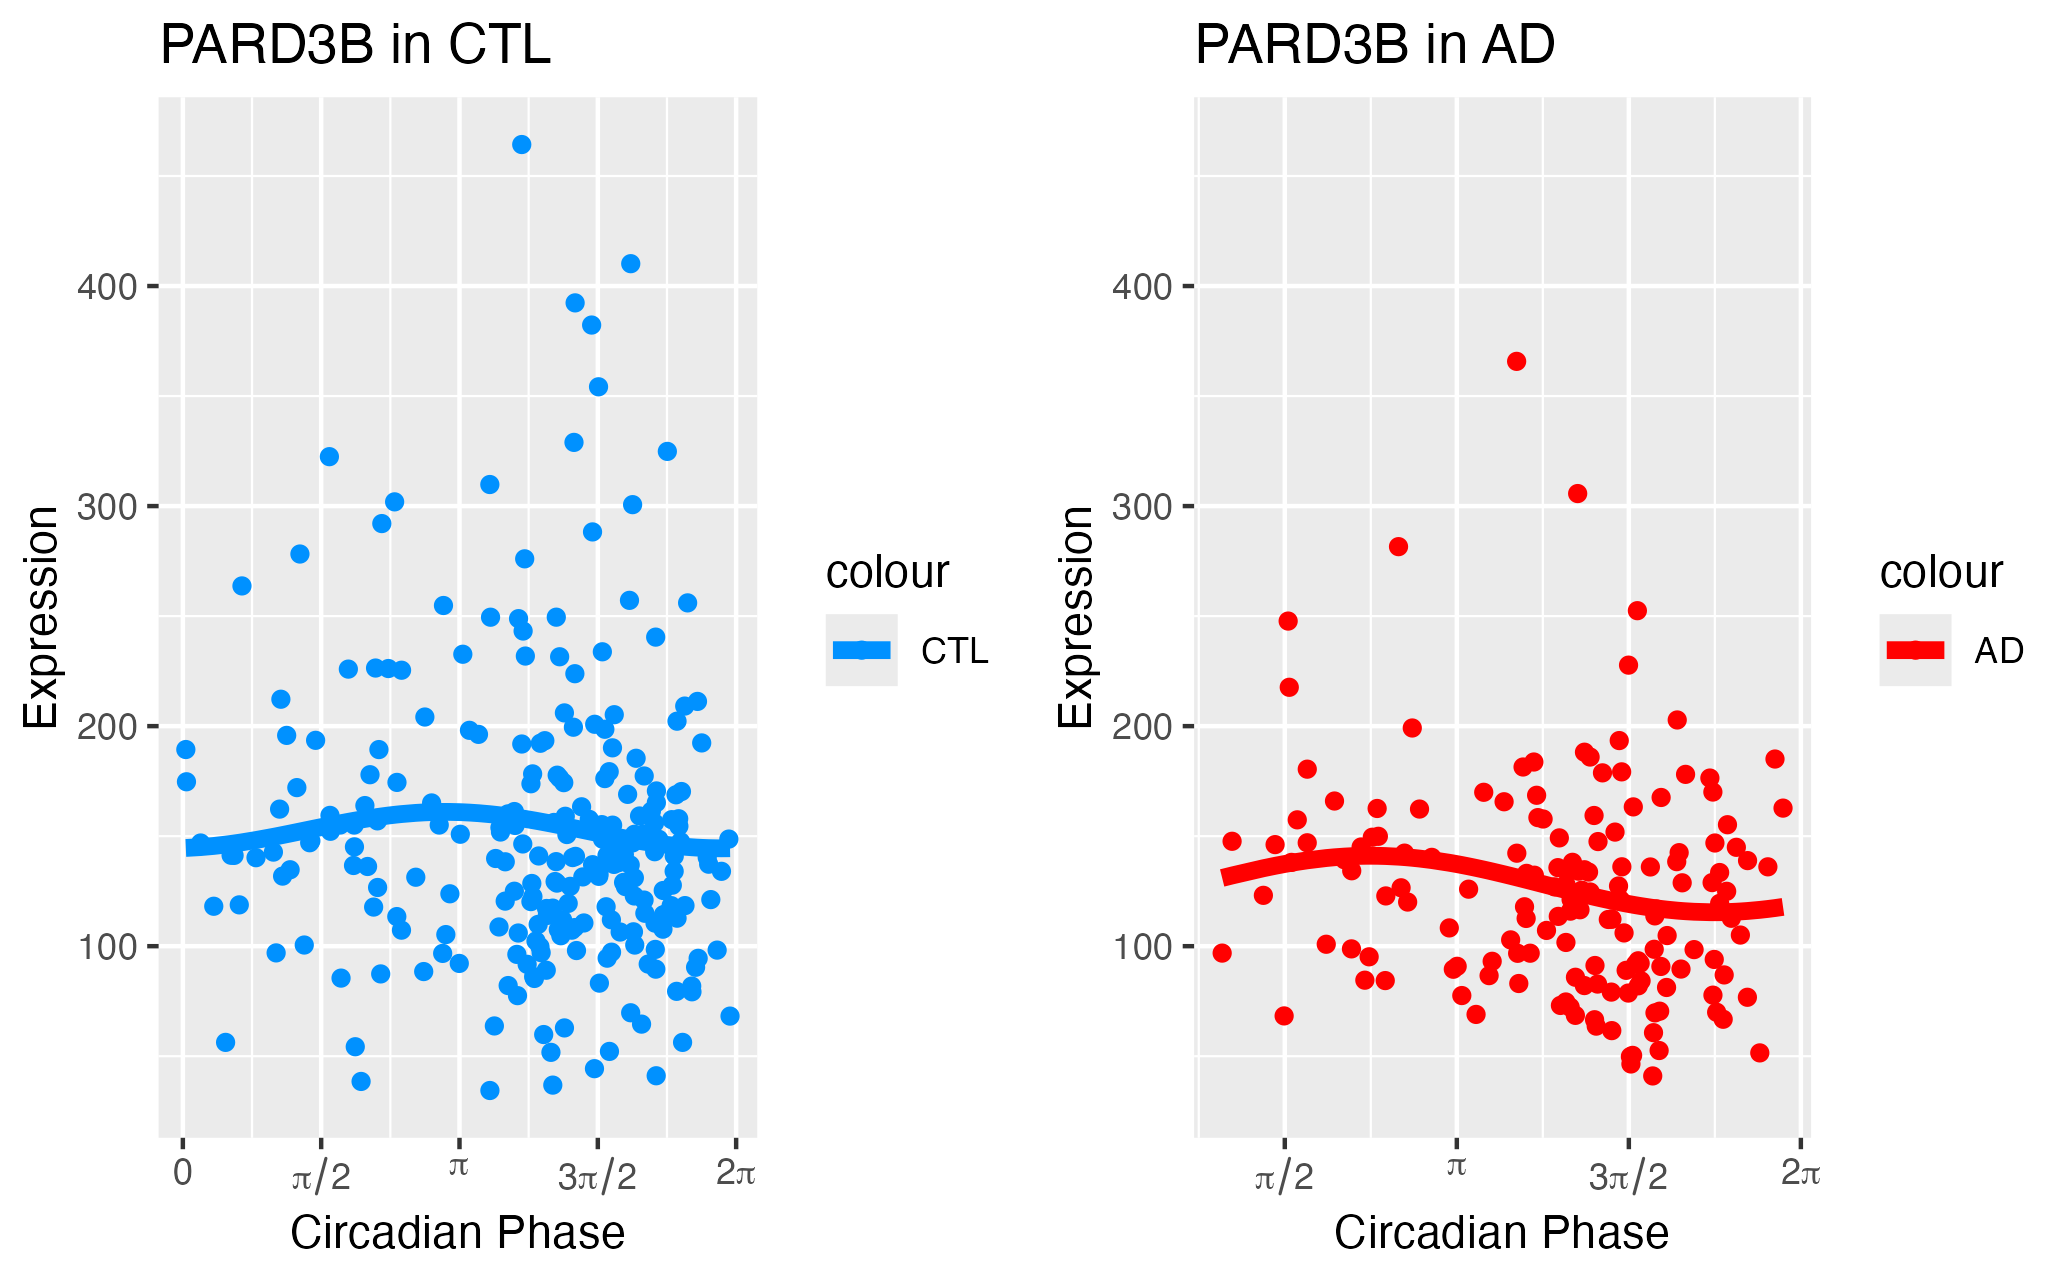 PARD3B in CTL
Expression
400
300
200
100
0
π/2
π
3π/2
2π
Circadian Phase
colour
CTL
PARD3B in AD
Expression
400
300
200
100
π/2
π
3π/2
2π
Circadian Phase
colour
AD